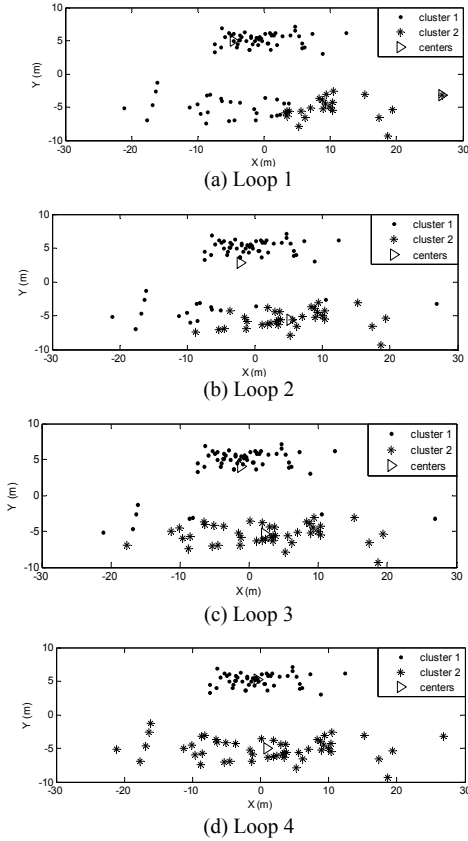 10
5
0
-5
-10
Y (m)
-30 -20 -10 0 10 20 30
X (m)
cluster 1
cluster 2
centers
(a) Loop 1
10
5
0
-5
-10
Y (m)
-30 -20 -10 0 10 20 30
X (m)
cluster 1
cluster 2
centers
(b) Loop 2
10
5
0
-5
-10
Y (m)
-30 -20 -10 0 10 20 30
X (m)
cluster 1
cluster 2
centers
(c) Loop 3
10
5
0
-5
-10
Y (m)
-30 -20 -10 0 10 20 30
X (m)
cluster 1
cluster 2
centers
(d) Loop 4